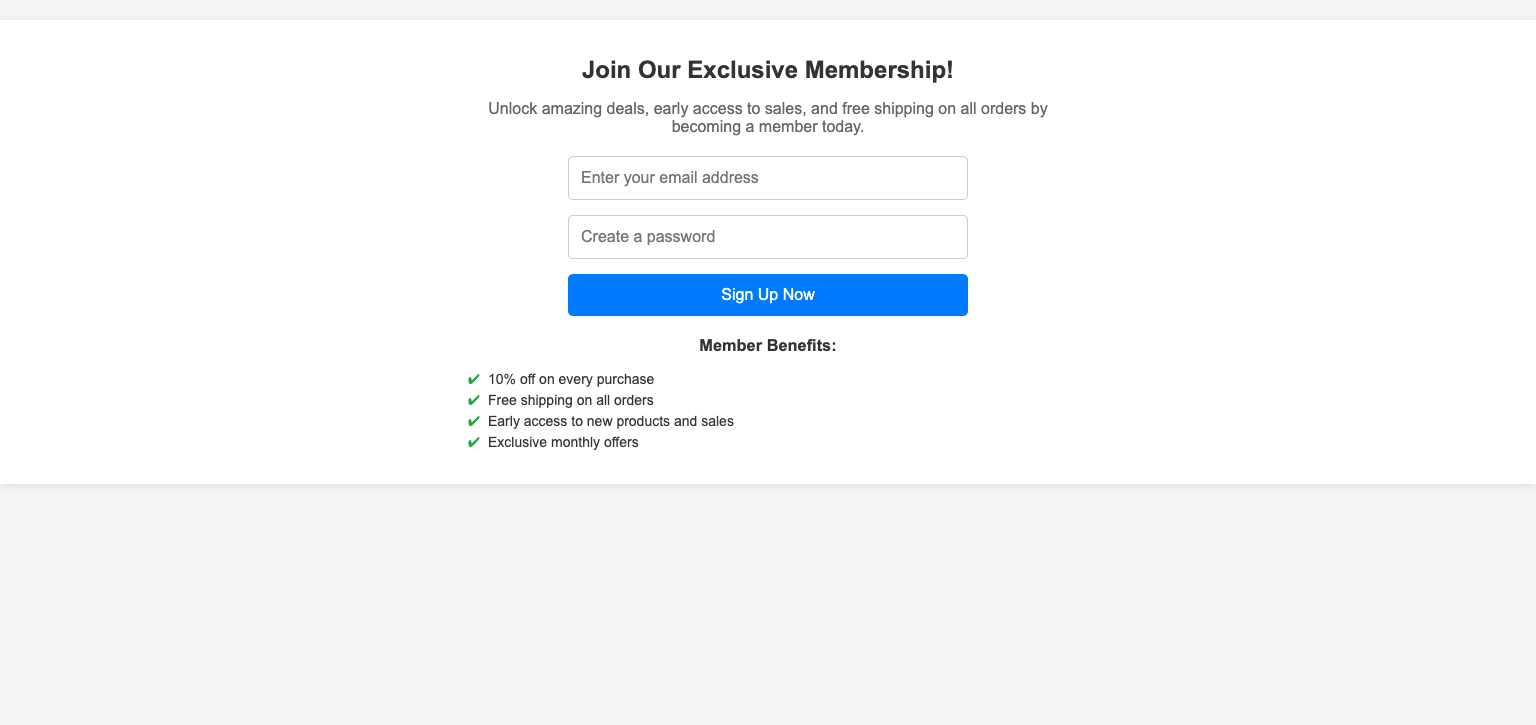 Join Our Exclusive Membership!
Unlock amazing deals, early access to sales, and free shipping on all orders by
becoming a member today.
Enter your email address
Create a password
Sign Up Now
Member Benefits:
✔ 10% off on every purchase
✔ Free shipping on all orders
✔ Early access to new products and sales
✔ Exclusive monthly offers